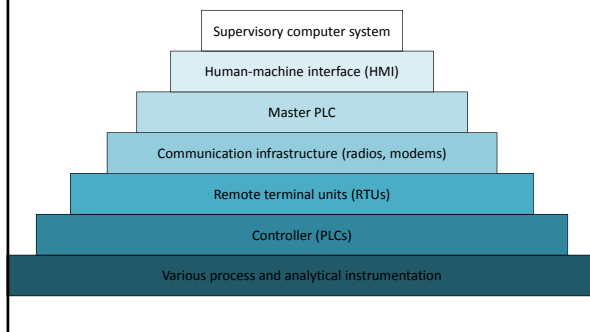 Supervisory computer system
Human-machine interface (HMI)
Master PLC
Communication infrastructure (radios, modems)
Remote terminal units (RTUs)
Controller (PLCs)
Various process and analytical instrumentation